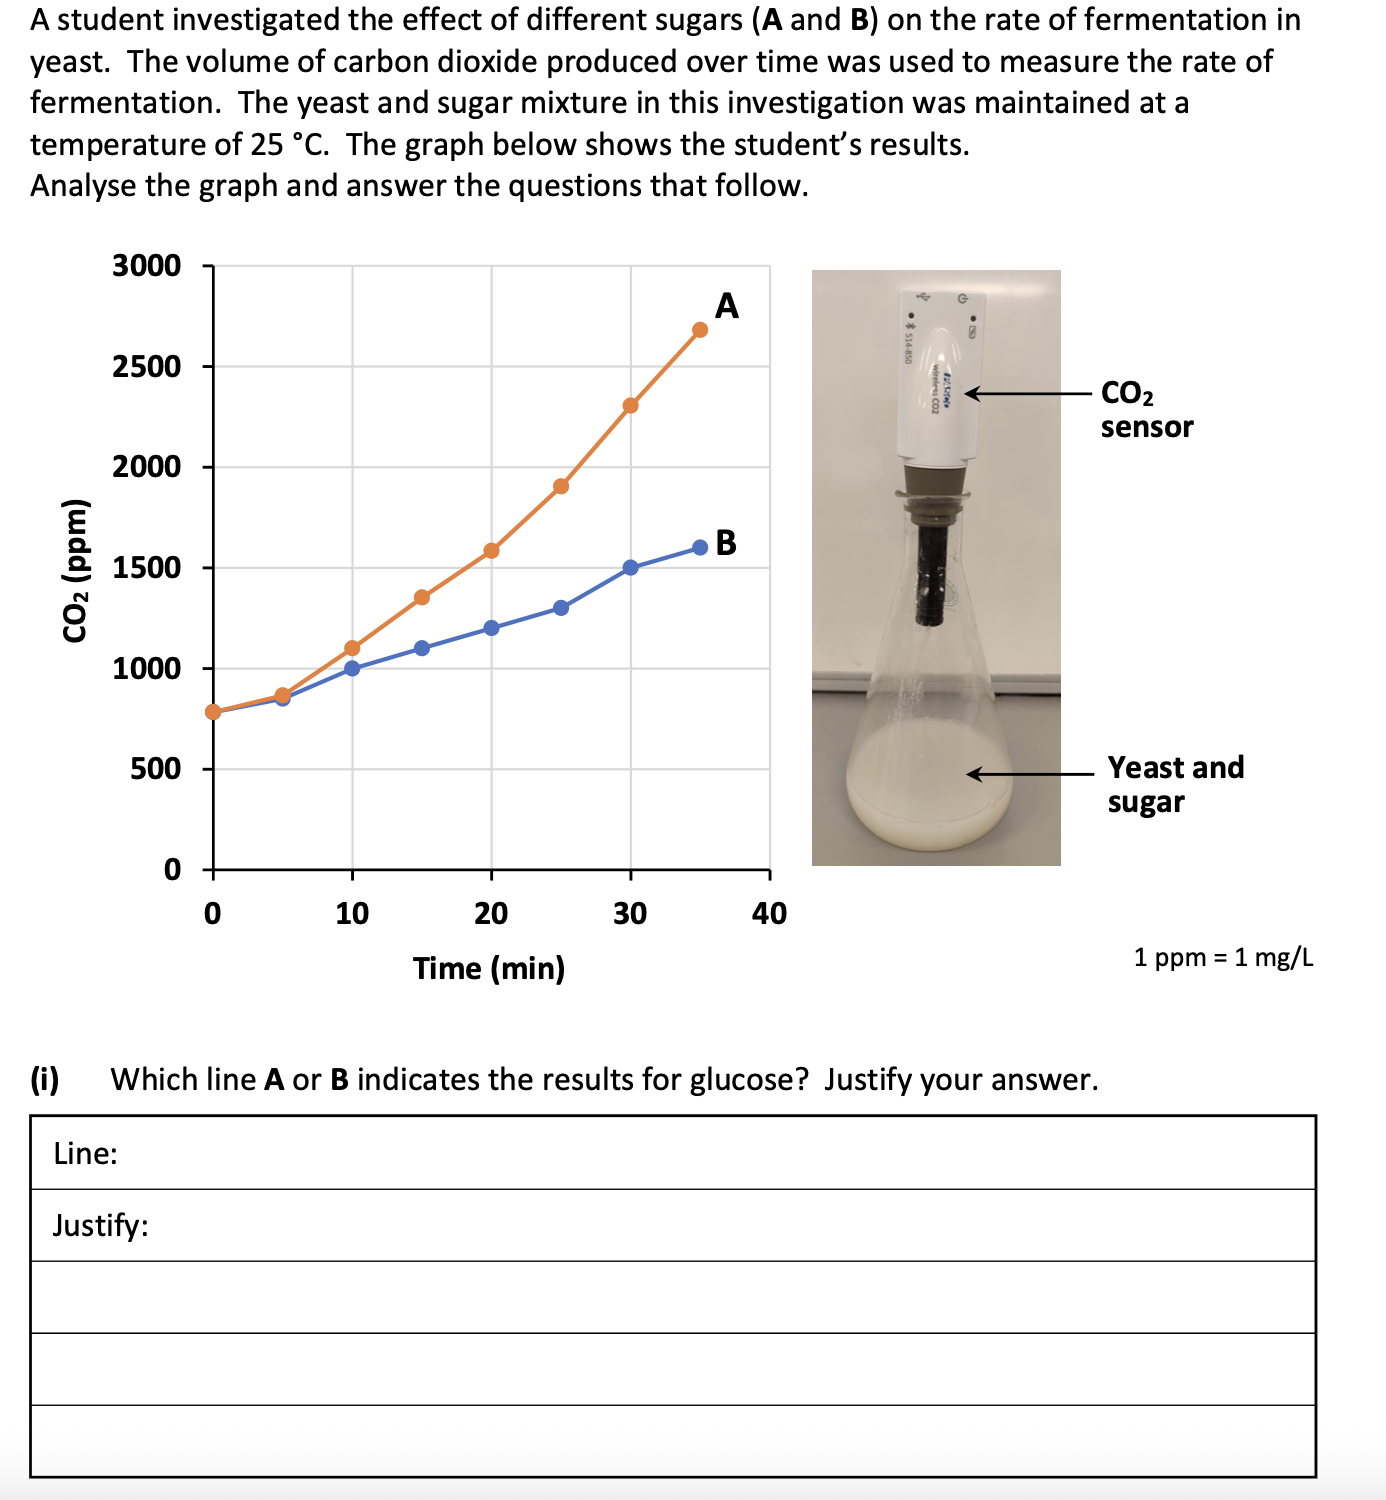 A student investigated the effect of different sugars (A and B) on the rate of fermentation in
yeast.  The volume of carbon dioxide produced over time was used to measure the rate of
fermentation.  The yeast and sugar mixture in this investigation was maintained at a
temperature of 25 °C.  The graph below shows the student’s results.
Analyse the graph and answer the questions that follow.
3000
2500
2000
1500
1000
500
0
CO₂ (ppm)
A
B
0
10
20
30
40
Time (min)
514-850
wireless CO2
CO₂
sensor
Yeast and
sugar
1 ppm = 1 mg/L
(i) Which line A or B indicates the results for glucose?  Justify your answer.
Line:
Justify: